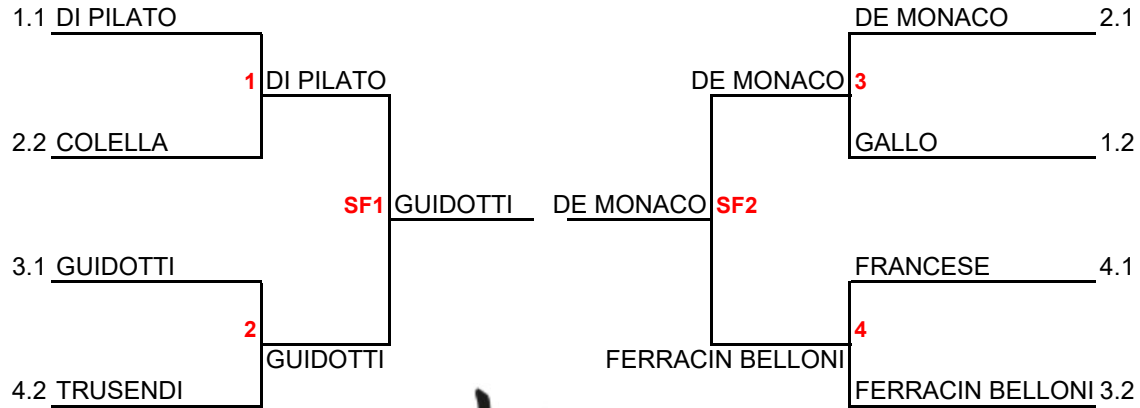 1.1 DI PILATO DE MONACO 2.1
1 DI PILATO DE MONACO 3
2.2 COLELLA GALLO 1.2
SF1 GUIDOTTI DE MONACO SF2
3.1 GUIDOTTI FRANCESE 4.1
2 4
GUIDOTTI FERRACIN BELLONI
4.2 TRUSENDI FERRACIN BELLONI 3.2